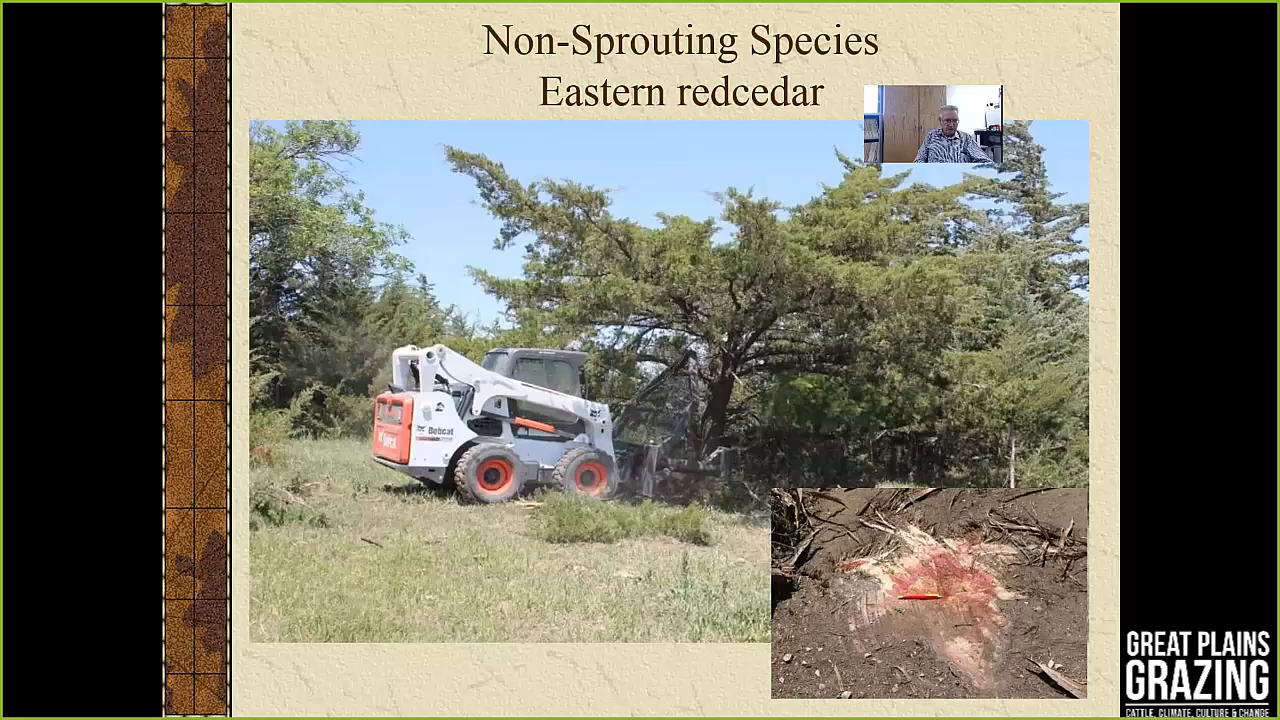 Non-Sprouting Species
Eastern redcedar
Bobcat
GREAT PLAINS
GRAZING
CATTLE, CLIMATE, CULTURE & CHANGE